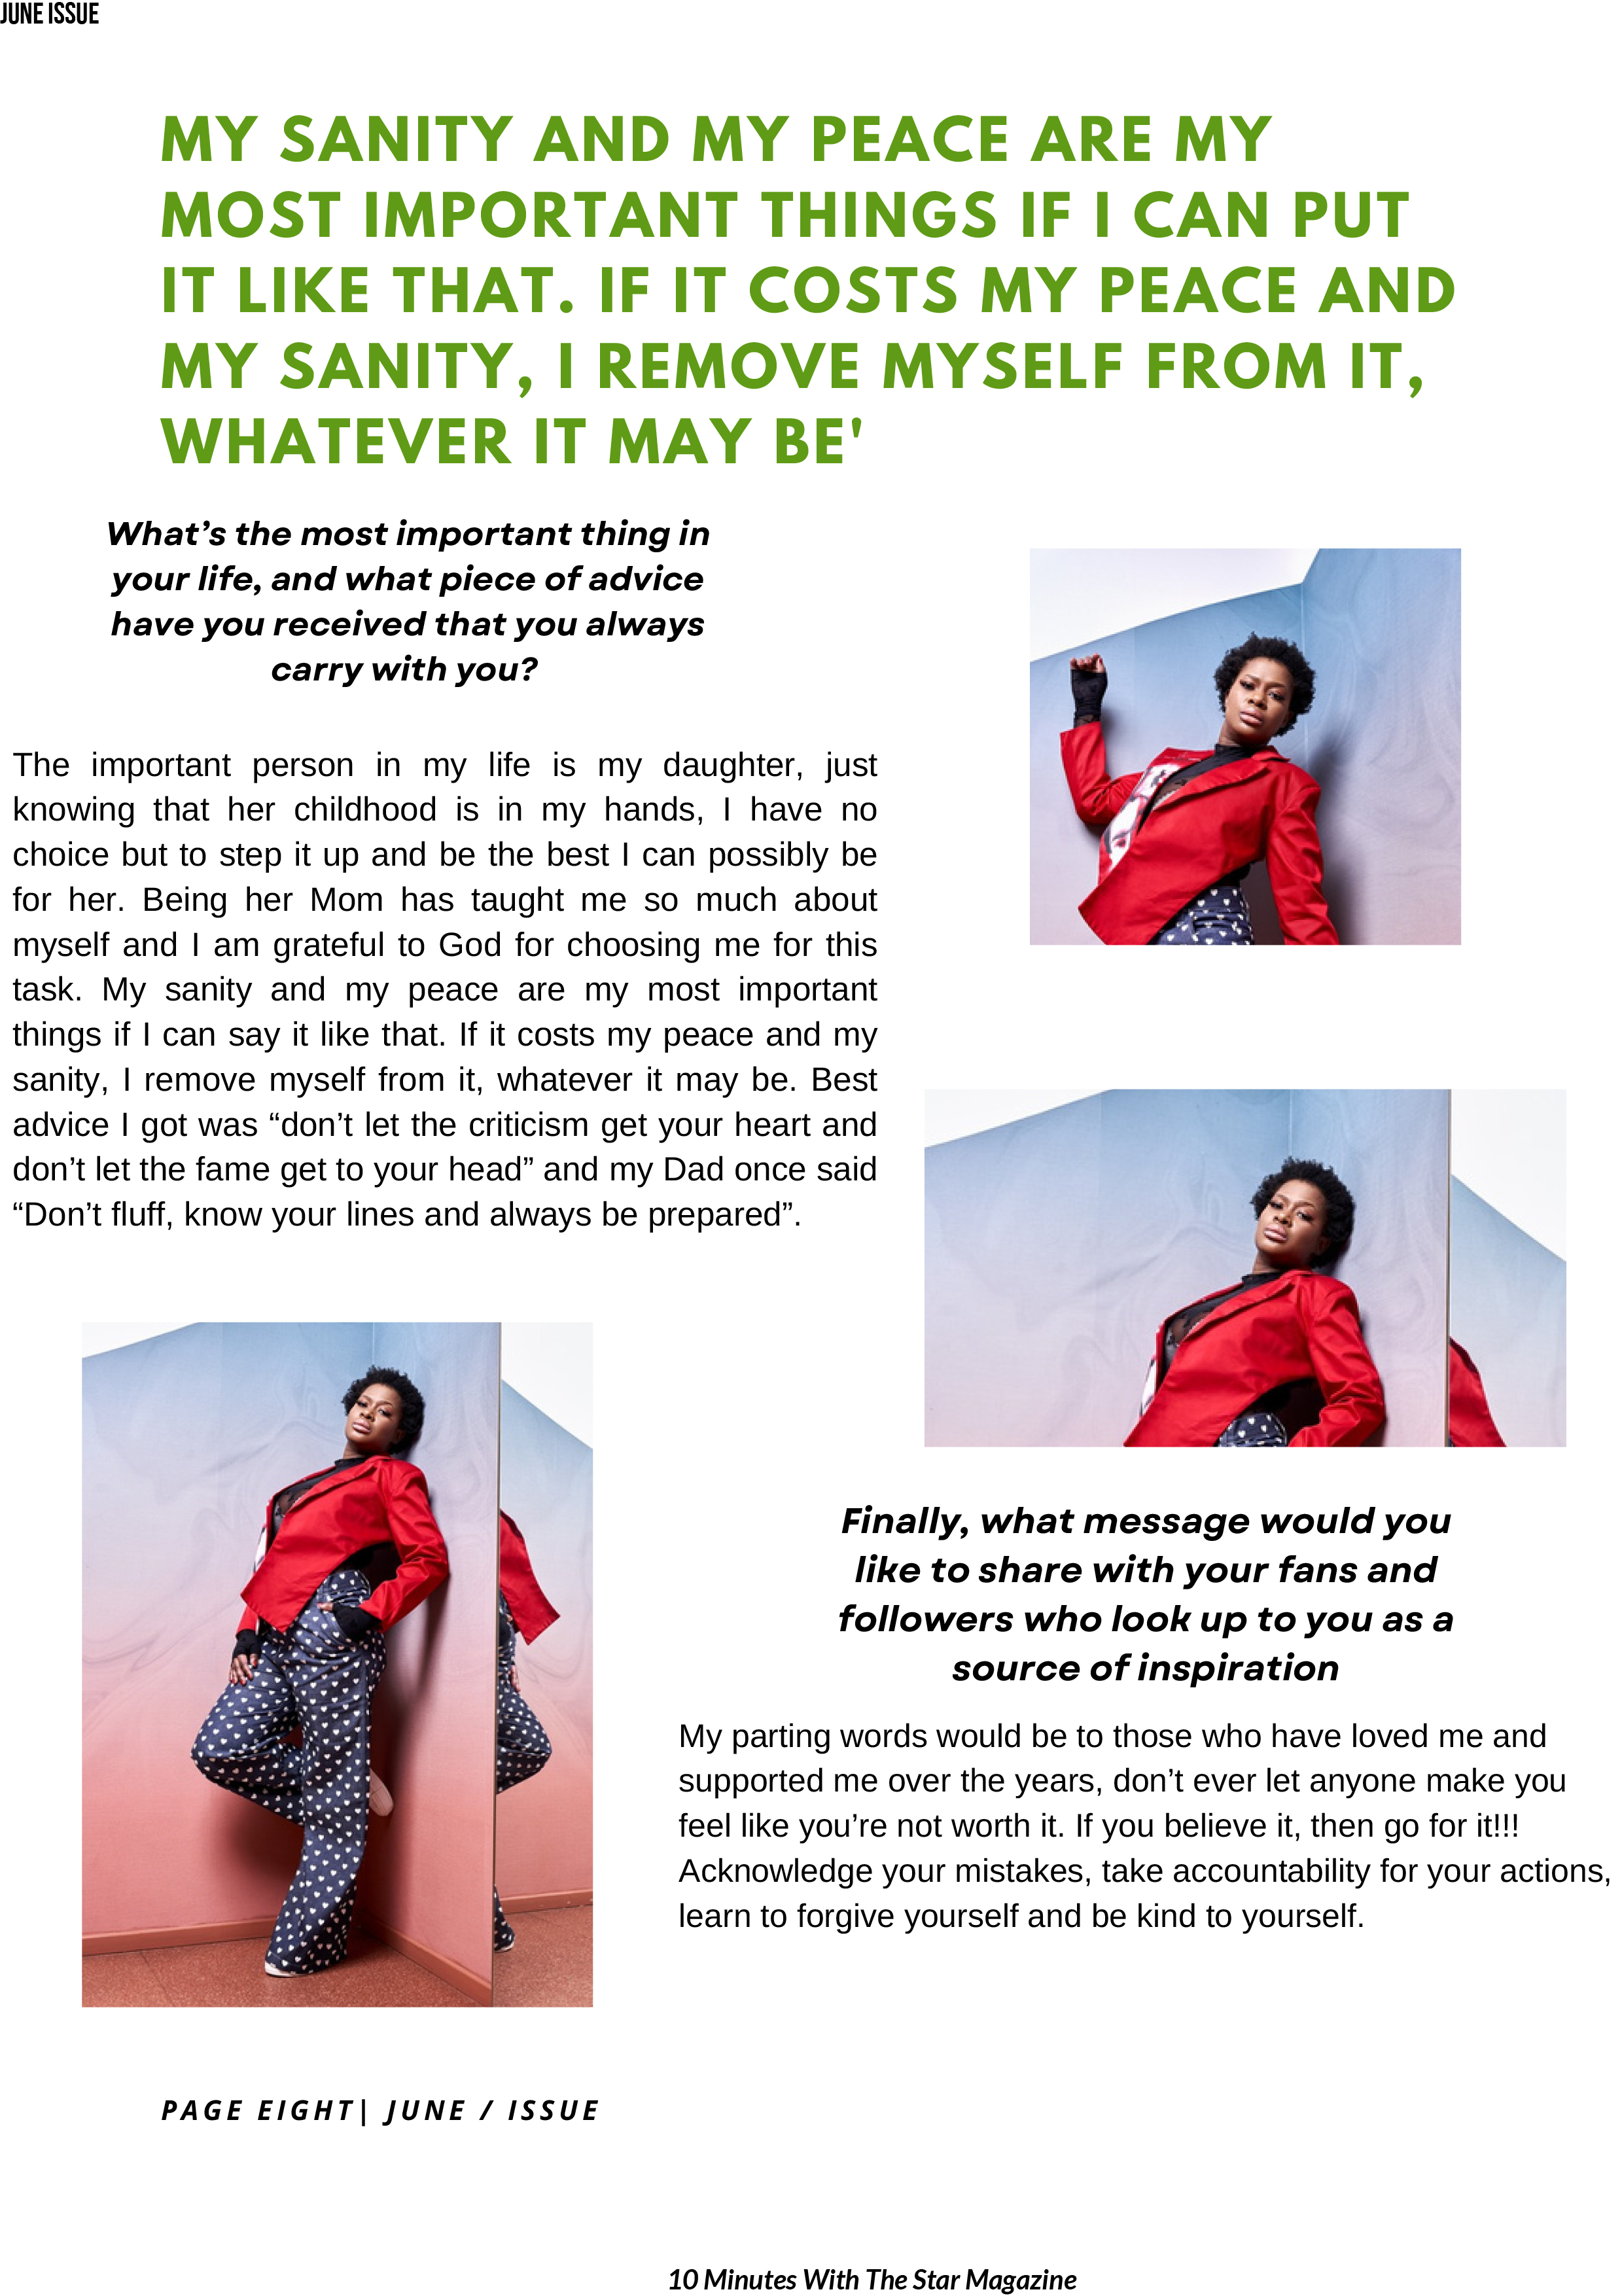 JUNE ISSUE
MY SANITY AND MY PEACE ARE MY
MOST IMPORTANT THINGS IF I CAN PUT
IT LIKE THAT. IF IT COSTS MY PEACE AND
MY SANITY, I REMOVE MYSELF FROM IT,
WHATEVER IT MAY BE'
What’s the most important thing in
your life, and what piece of advice
have you received that you always
carry with you?
The important person in my life is my daughter, just
knowing that her childhood is in my hands, I have no
choice but to step it up and be the best I can possibly be
for her. Being her Mom has taught me so much about
myself and I am grateful to God for choosing me for this
task. My sanity and my peace are my most important
things if I can say it like that. If it costs my peace and my
sanity, I remove myself from it, whatever it may be. Best
advice I got was “don’t let the criticism get your heart and
don’t let the fame get to your head” and my Dad once said
“Don’t fluff, know your lines and always be prepared”.
Finally, what message would you
like to share with your fans and
followers who look up to you as a
source of inspiration
My parting words would be to those who have loved me and
supported me over the years, don’t ever let anyone make you
feel like you’re not worth it. If you believe it, then go for it!!!
Acknowledge your mistakes, take accountability for your actions,
learn to forgive yourself and be kind to yourself.
PAGE EIGHT| JUNE / ISSUE
10 Minutes With The Star Magazine